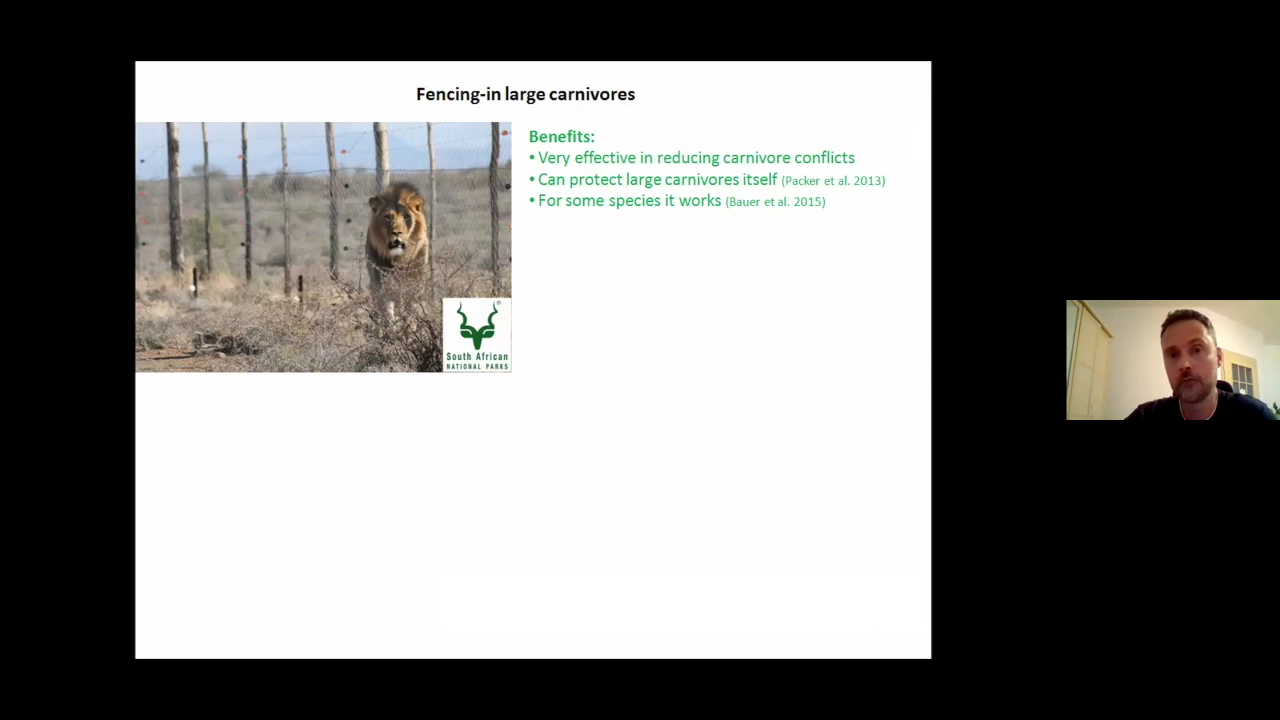 Fencing-in large carnivores
Benefits:
• Very effective in reducing carnivore conflicts
• Can protect large carnivores itself (Packer et al. 2013)
• For some species it works (Bauer et al. 2015)
South African
NATIONAL PARKS